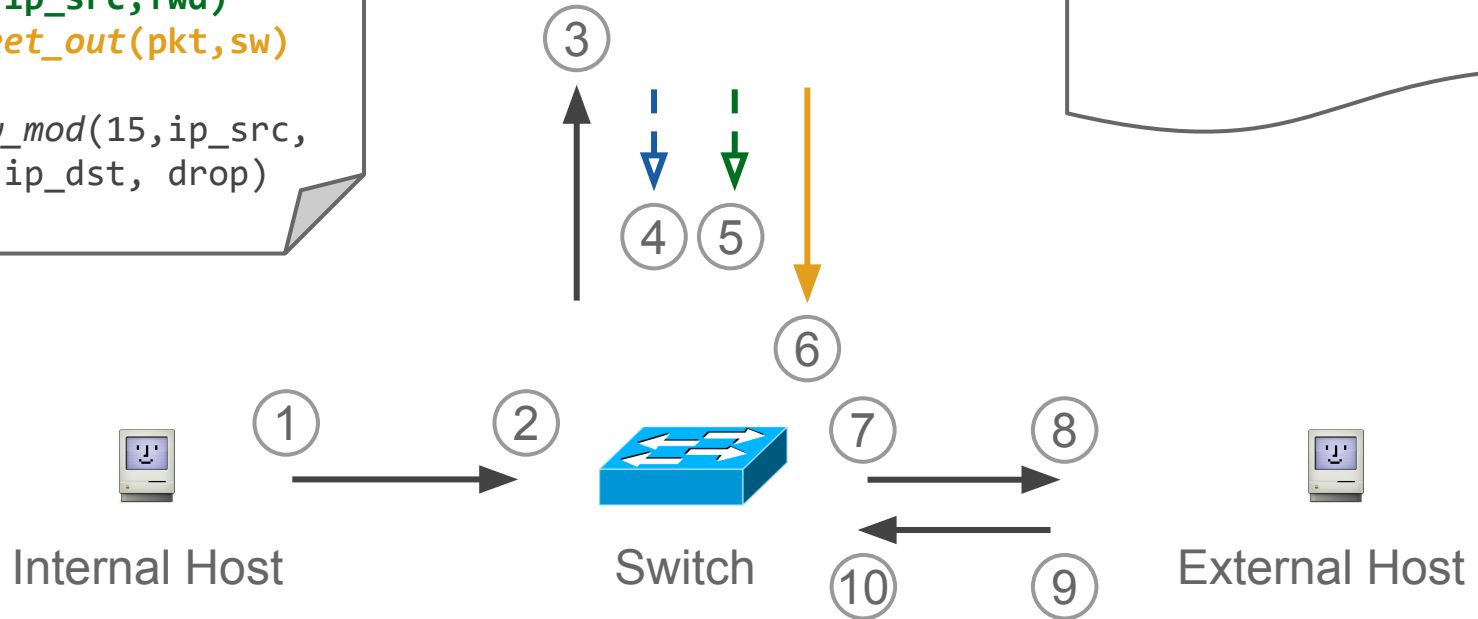 ip_src,fwd)
et_out(pkt,sw)
_mod(15,ip_src,
ip_dst, drop)
3
4
5
6
1
2
7
8
Internal Host
Switch
10
9
External Host